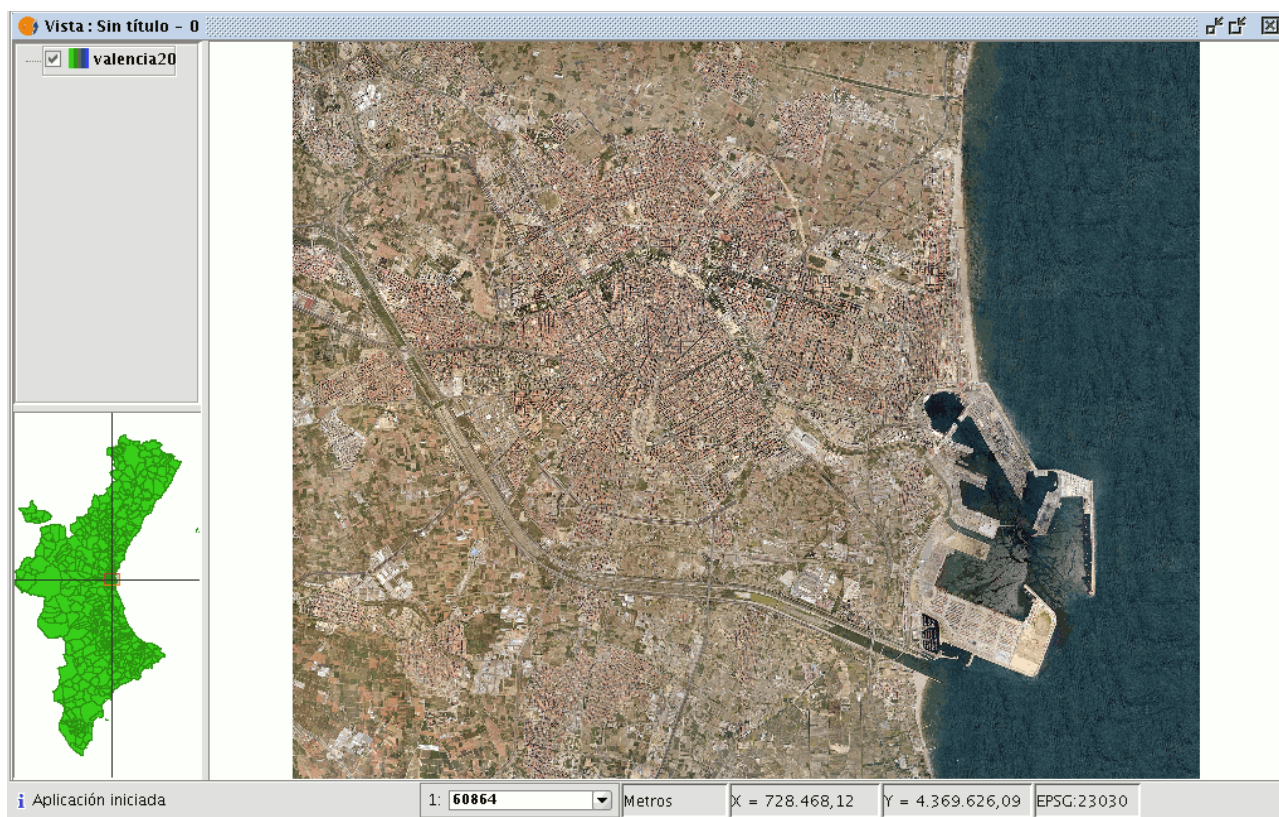 Vista : Sin título - 0
valencia20
Aplicación iniciada
1: 60864
Metros
X = 728.468,12
Y = 4.369.626,09
EPSG:23030